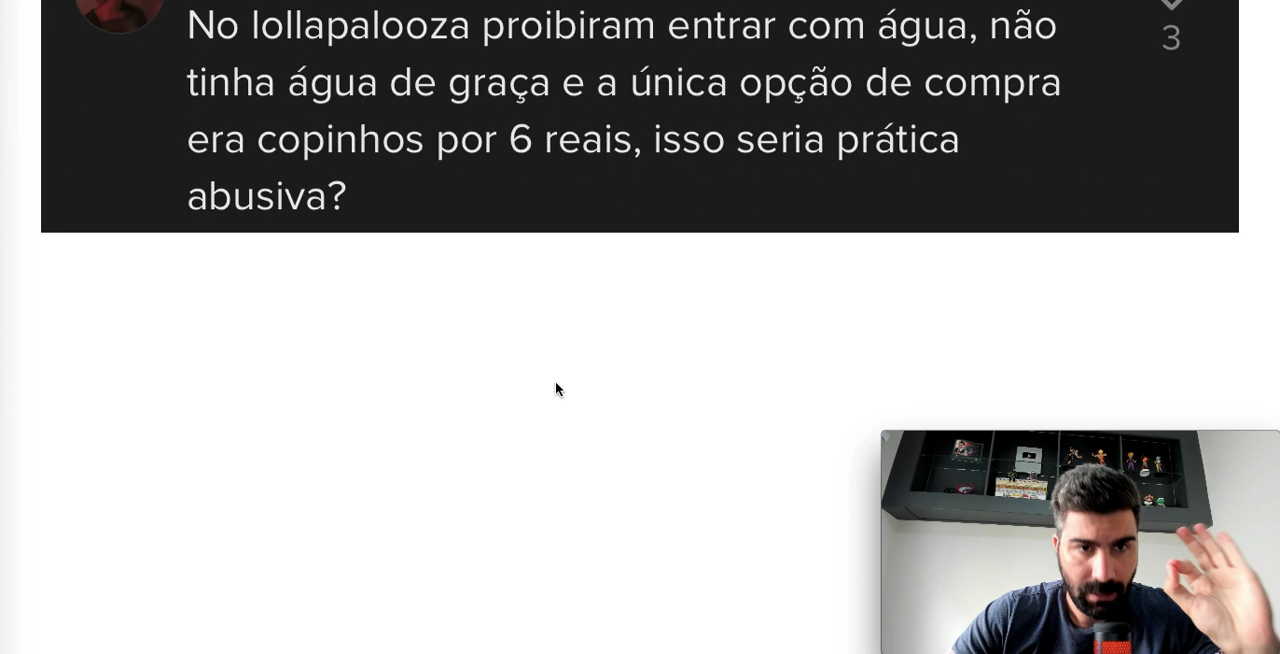 No lollapalooza proibiram entrar com água, não
tinha água de graça e a única opção de compra
era copinhos por 6 reais, isso seria prática
abusiva?
3